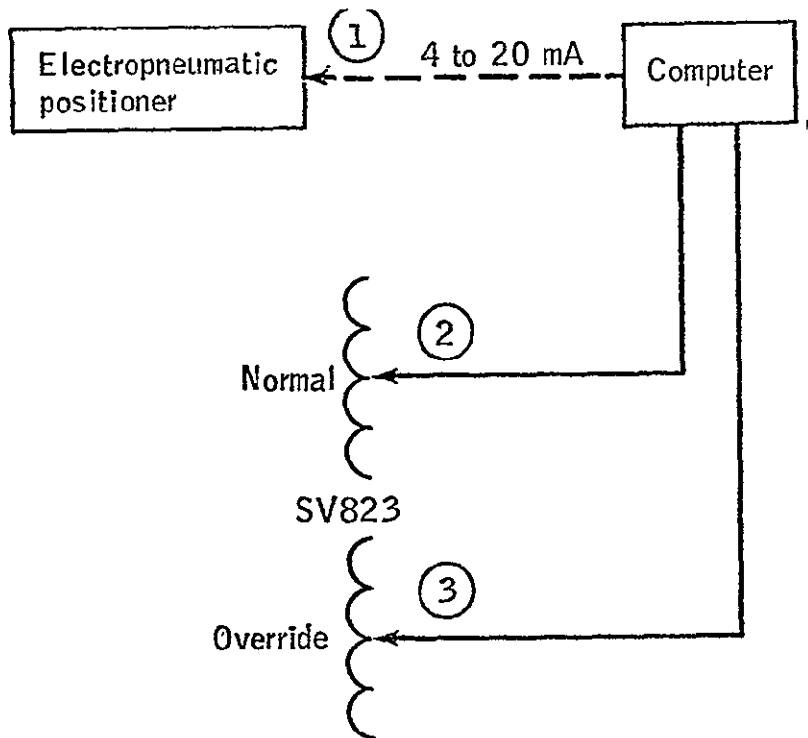 Electropneumatic
positioner
1
4 to 20 mA
Computer
2
Normal
SV823
3
Override